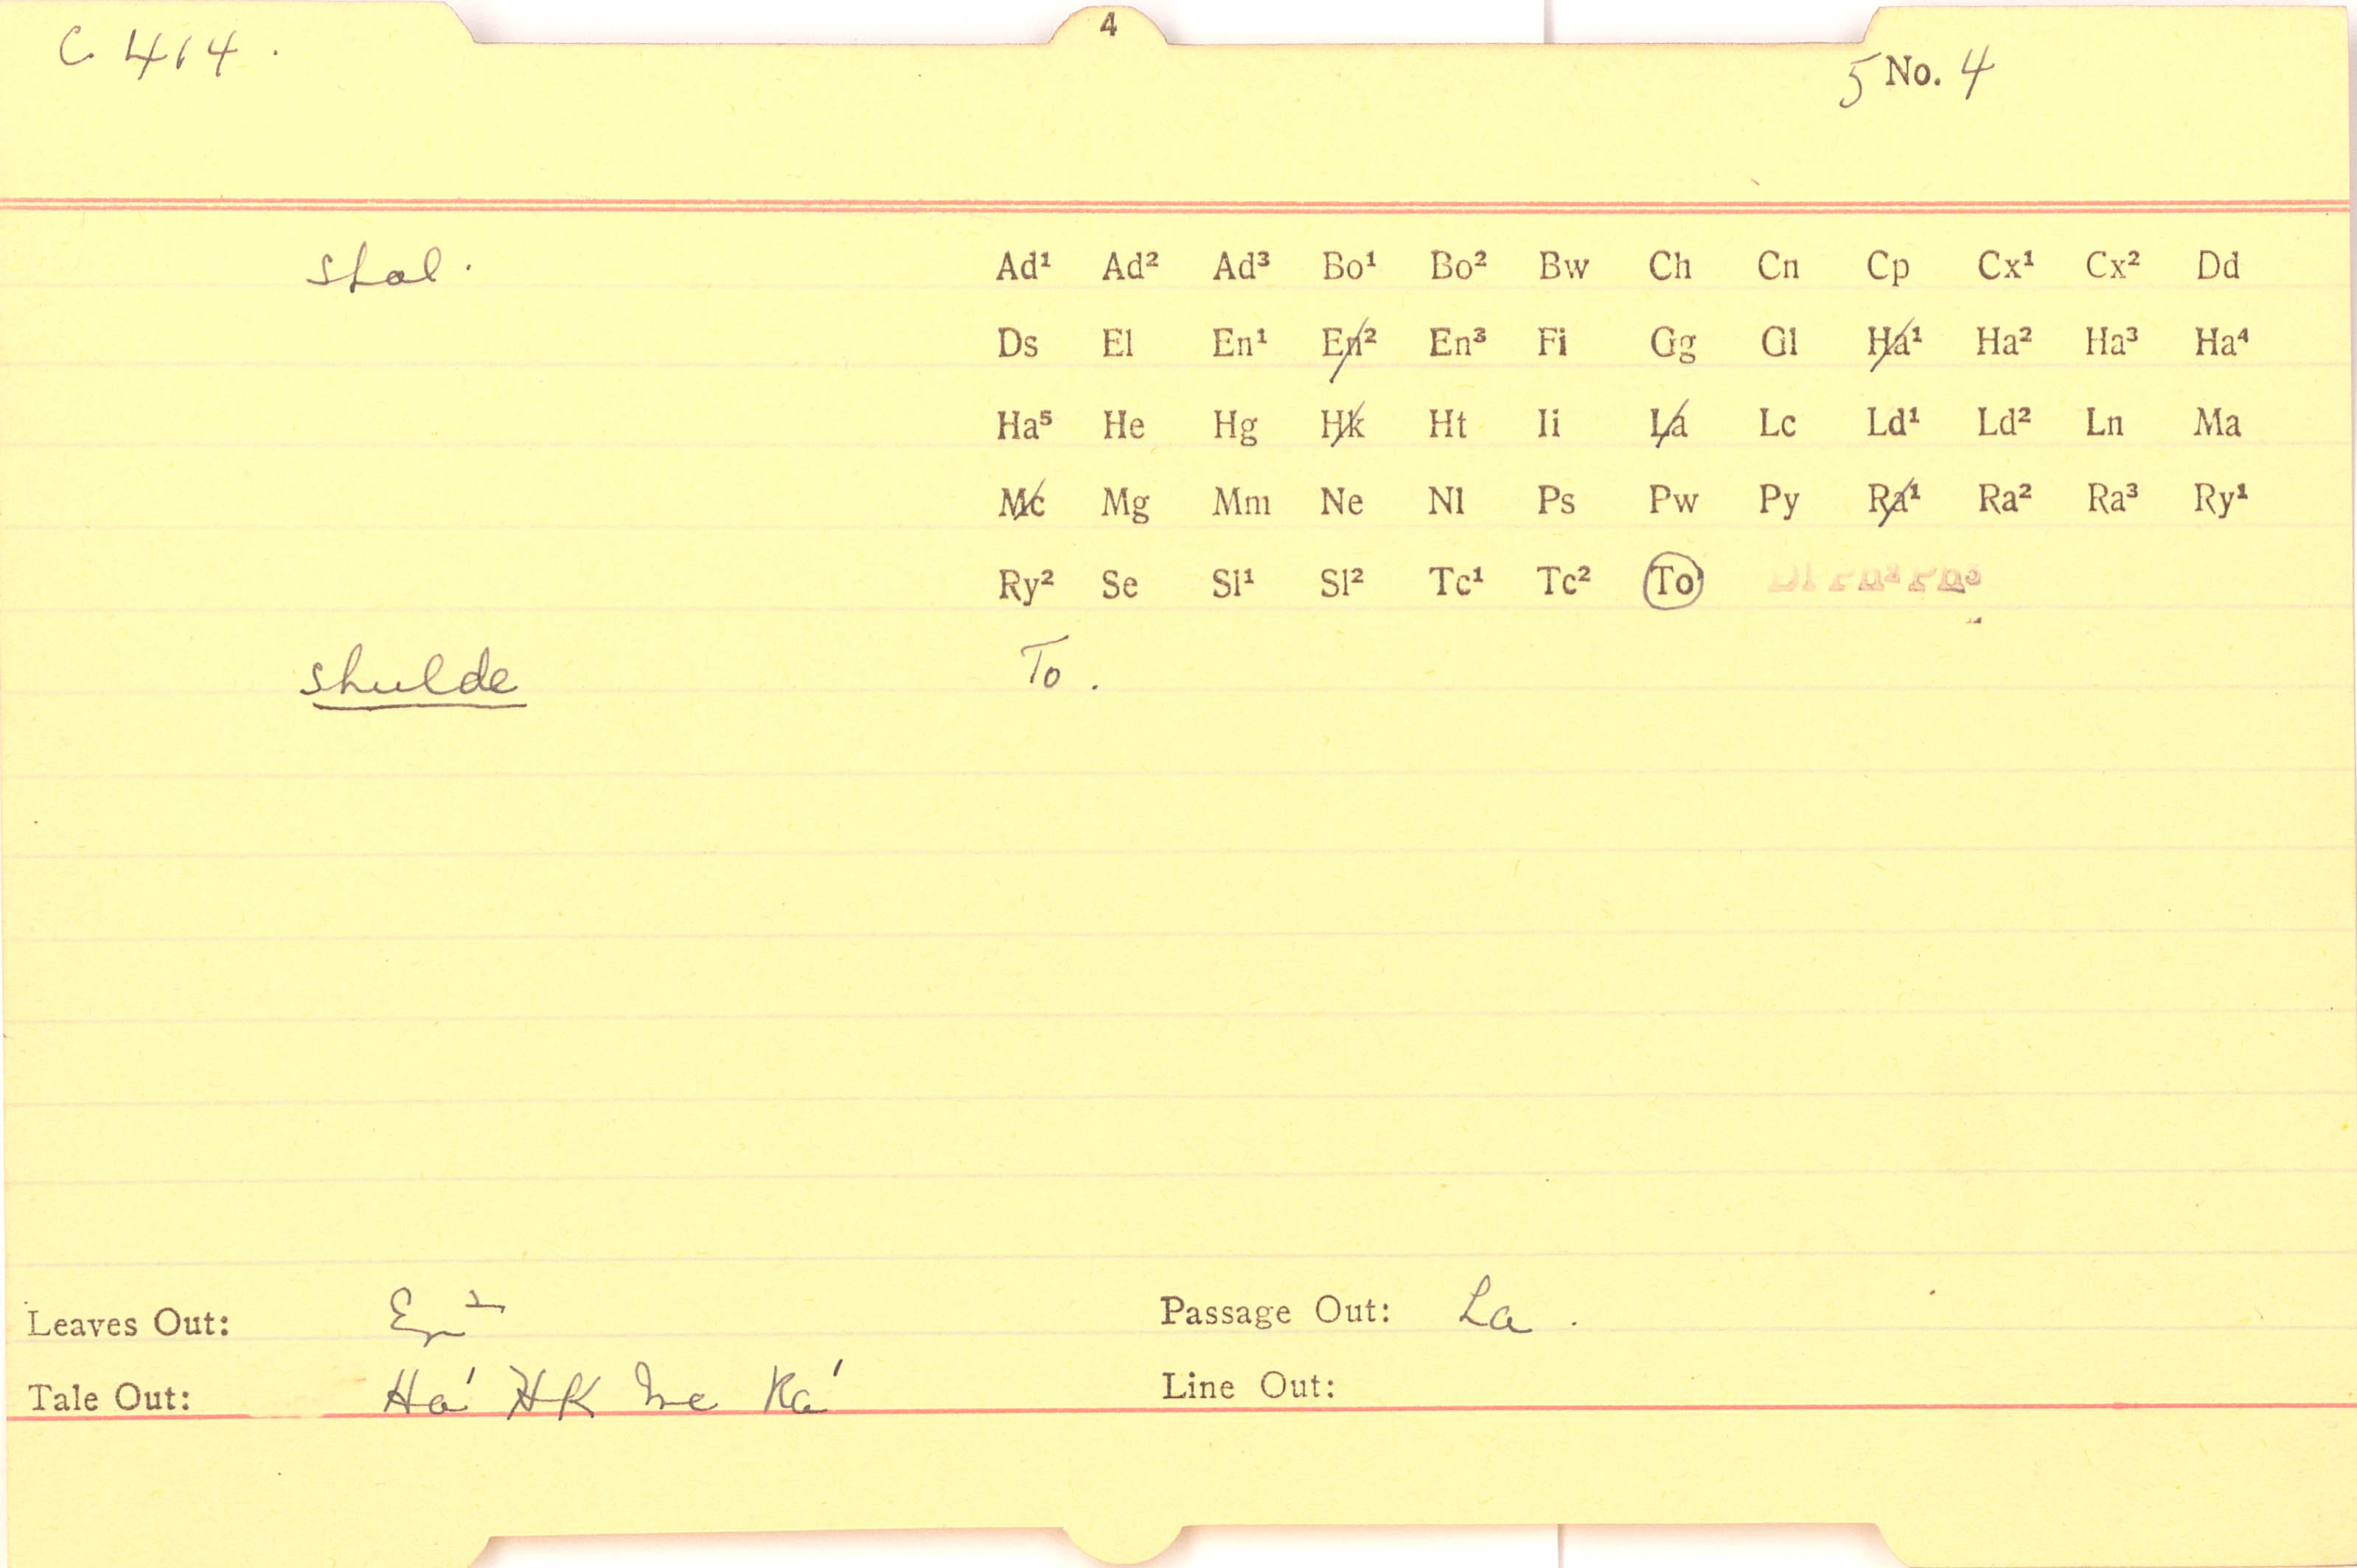 4
C 414 .
5 No. 4
shal .
Ad¹ Ad² Ad³ Bo¹ Bo² Bw Ch Cn Cp Cx¹ Cx² Dd
Ds El En¹ En² En³ Fi Gg Gl Ha¹ Ha² Ha³ Ha⁴
Ha⁵ He Hg Hk Ht Ii La Lc Ld¹ Ld² Ln Ma
Mc Mg Mm Ne Nl Ps Pw Py Ra¹ Ra² Ra³ Ry¹
Ry² Se Sl¹ Sl² Tc¹ Tc² To
shulde To .
Leaves Out: En² Passage Out: La .
Tale Out: Ha¹ HK Mc Ra¹ Line Out: